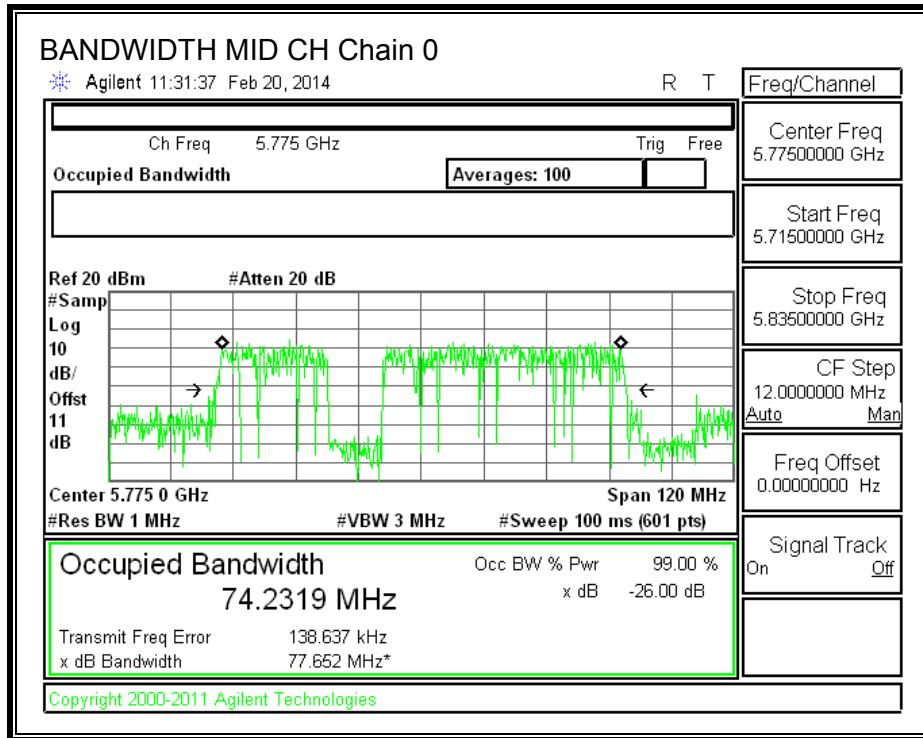 BANDWIDTH MID CH Chain 0
Agilent 11:31:37 Feb 20, 2014 R T
Ch Freq 5.775 GHz Trig Free
Occupied Bandwidth Averages: 100
Ref 20 dBm #Atten 20 dB
#Samp
Log
10
dB/
Offst
11
dB
Center 5.775 0 GHz Span 120 MHz
#Res BW 1 MHz #VBW 3 MHz #Sweep 100 ms (601 pts)
Occupied Bandwidth Occ BW % Pwr 99.00 %
74.2319 MHz x dB -26.00 dB
Transmit Freq Error 138.637 kHz
x dB Bandwidth 77.652 MHz*
Copyright 2000-2011 Agilent Technologies
Freq/Channel
Center Freq
5.77500000 GHz
Start Freq
5.71500000 GHz
Stop Freq
5.83500000 GHz
CF Step
12.0000000 MHz
Auto Man
Freq Offset
0.00000000 Hz
Signal Track
On Off